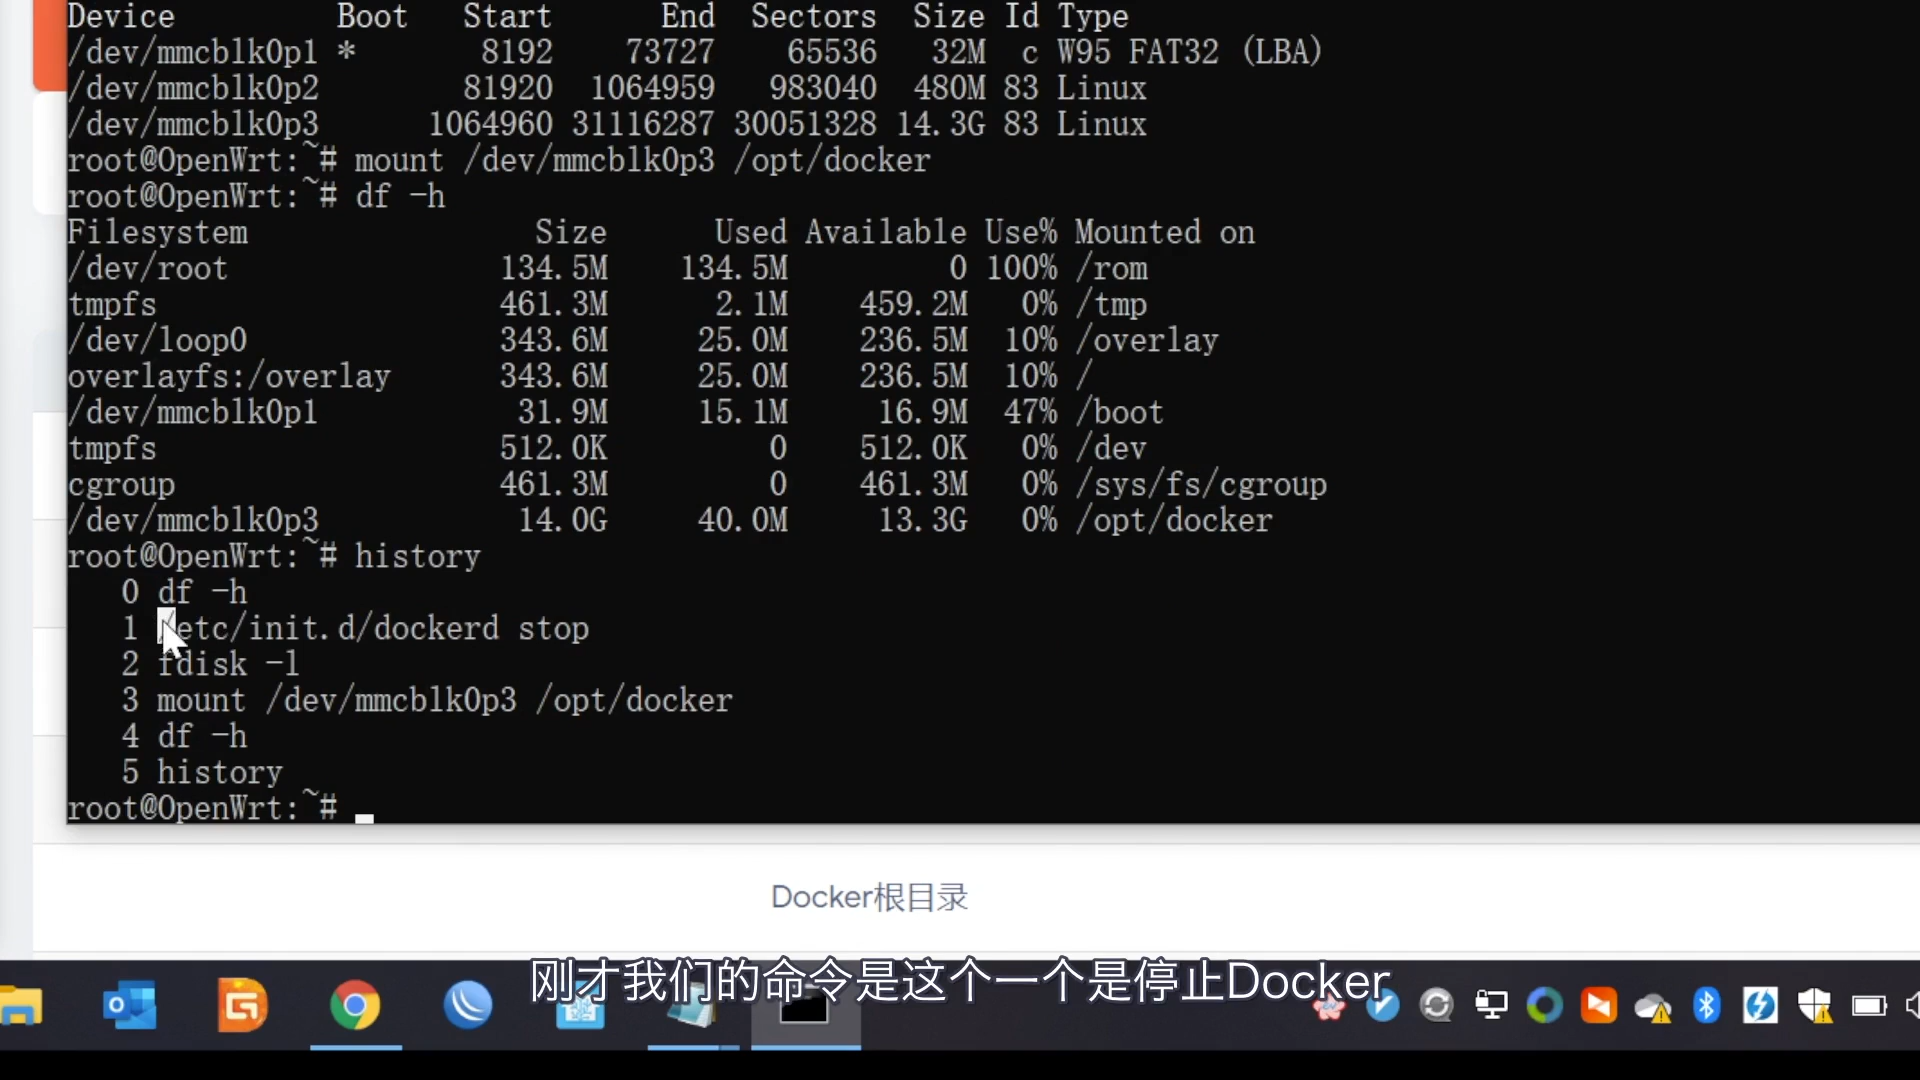 Device Boot Start End Sectors Size Id Type
/dev/mmcblk0p1 * 8192 73727 65536 32M c W95 FAT32 (LBA)
/dev/mmcblk0p2 81920 1064959 983040 480M 83 Linux
/dev/mmcblk0p3 1064960 31116287 30051328 14.3G 83 Linux
root@OpenWrt:~# mount /dev/mmcblk0p3 /opt/docker
root@OpenWrt:~# df -h
Filesystem Size Used Available Use% Mounted on
/dev/root 134.5M 134.5M 0 100% /rom
tmpfs 461.3M 2.1M 459.2M 0% /tmp
/dev/loop0 343.6M 25.0M 236.5M 10% /overlay
overlayfs:/overlay 343.6M 25.0M 236.5M 10% /
/dev/mmcblk0p1 31.9M 15.1M 16.9M 47% /boot
tmpfs 512.0K 0 512.0K 0% /dev
cgroup 461.3M 0 461.3M 0% /sys/fs/cgroup
/dev/mmcblk0p3 14.0G 40.0M 13.3G 0% /opt/docker
root@OpenWrt:~# history
0 df -h
1 /etc/init.d/dockerd stop
2 fdisk -l
3 mount /dev/mmcblk0p3 /opt/docker
4 df -h
5 history
root@OpenWrt:~#
Docker根目录
刚才我们的命令是这个一个是停止Docker